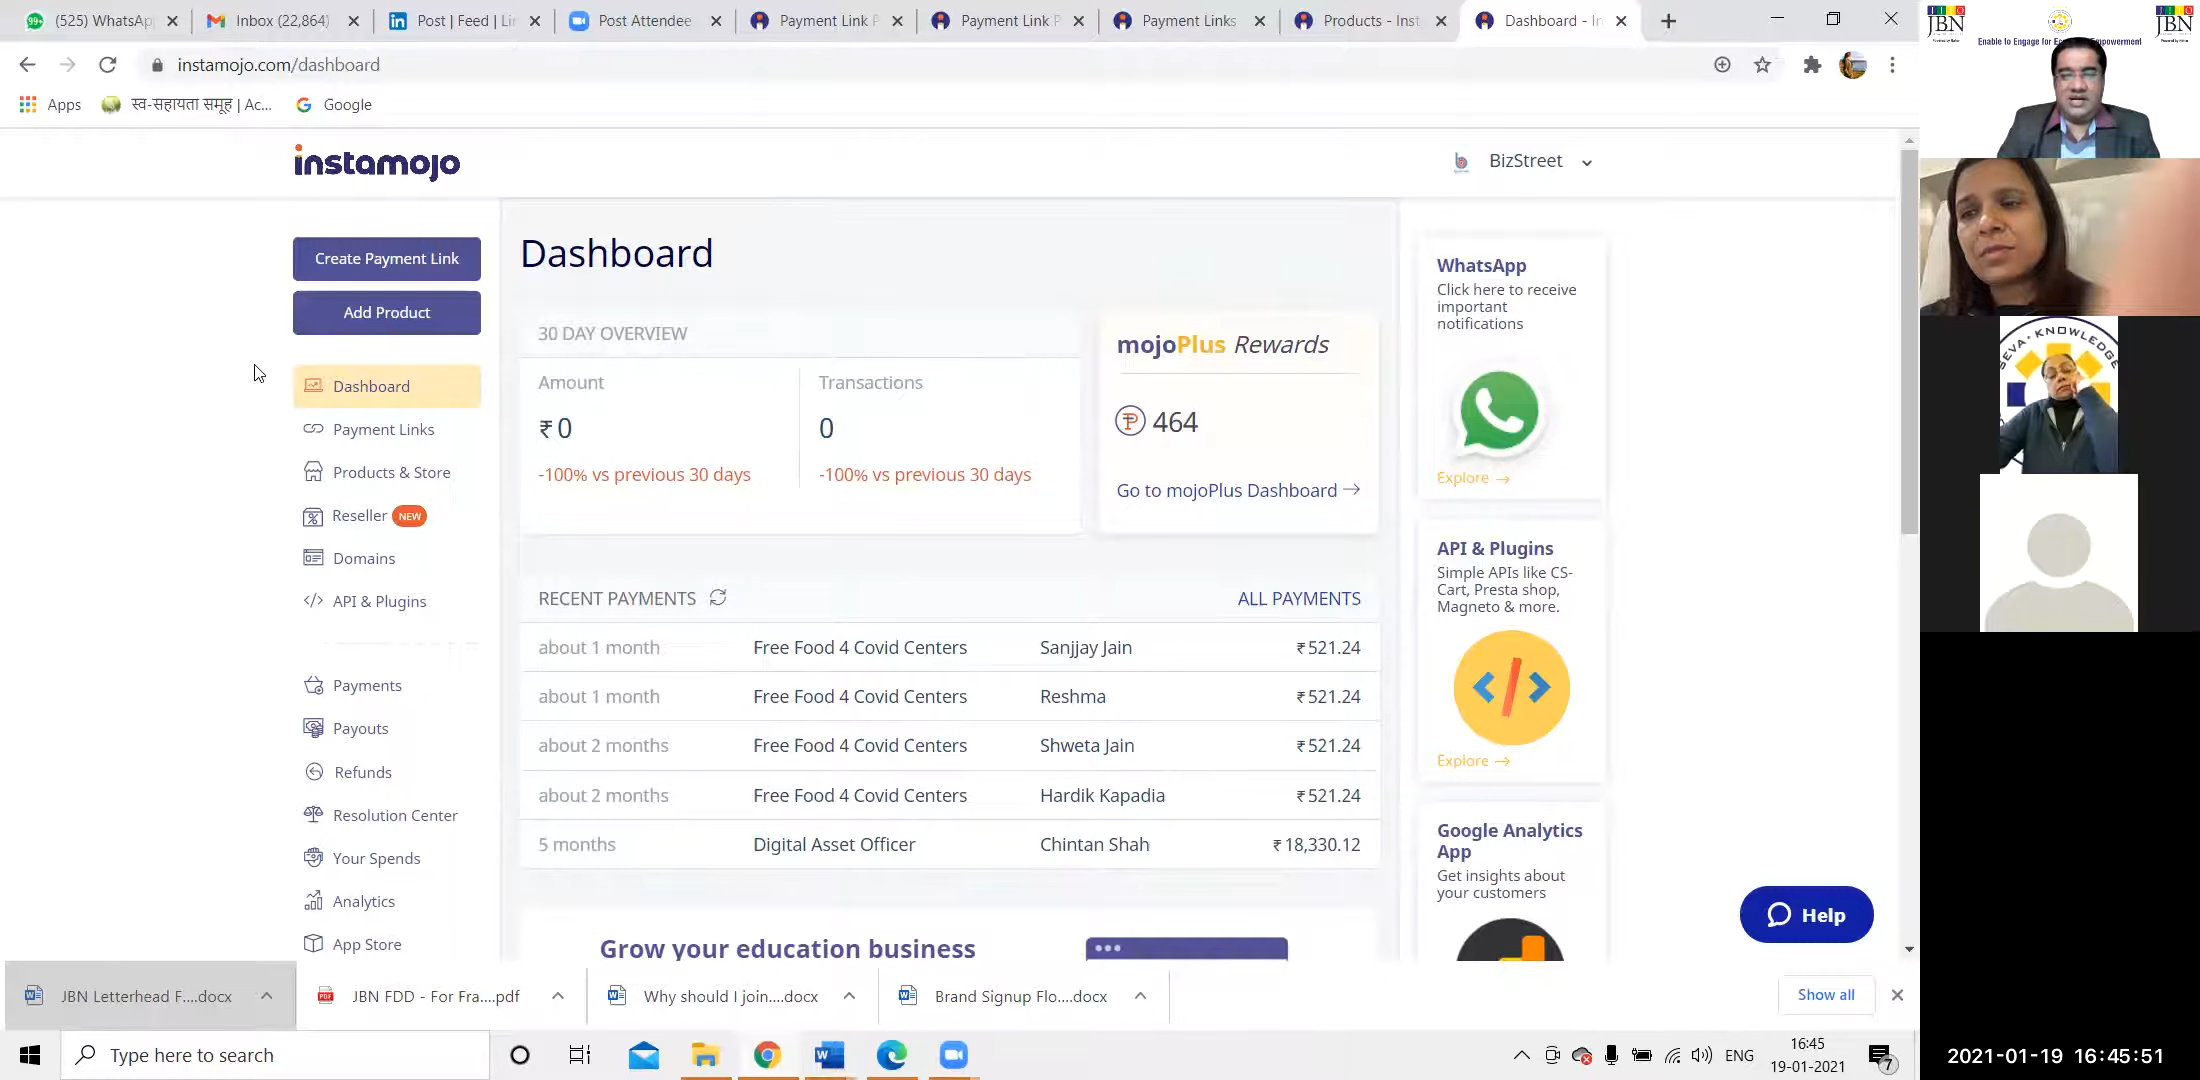 (525) WhatsAp
Inbox (22,864)
Post | Feed | Lin
Post Attendee
Payment Link P
Payment Link P
Payment Links
Products - Inst
Dashboard - In
instamojo.com/dashboard
Apps
स्व-सहायता समूह | Ac...
Google
instamojo
BizStreet
Create Payment Link
Add Product
Dashboard
Payment Links
Products & Store
Reseller NEW
Domains
API & Plugins
Payments
Payouts
Refunds
Resolution Center
Your Spends
Analytics
App Store
Dashboard
30 DAY OVERVIEW
Amount
₹ 0
-100% vs previous 30 days
Transactions
0
-100% vs previous 30 days
mojoPlus Rewards
464
Go to mojoPlus Dashboard →
RECENT PAYMENTS
ALL PAYMENTS
about 1 month Free Food 4 Covid Centers Sanjjay Jain ₹ 521.24
about 1 month Free Food 4 Covid Centers Reshma ₹ 521.24
about 2 months Free Food 4 Covid Centers Shweta Jain ₹ 521.24
about 2 months Free Food 4 Covid Centers Hardik Kapadia ₹ 521.24
5 months Digital Asset Officer Chintan Shah ₹ 18,330.12
Grow your education business
WhatsApp
Click here to receive
important
notifications
Explore →
API & Plugins
Simple APIs like CS-
Cart, Presta shop,
Magneto & more.
Explore →
Google Analytics
App
Get insights about
your customers
Help
JBN Letterhead F....docx
JBN FDD - For Fra....pdf
Why should I join....docx
Brand Signup Flo....docx
Show all
Type here to search
ENG
16:45
19-01-2021
7
JBN
JBN
SEVA · KNOWLEDGE
2021-01-19 16:45:51